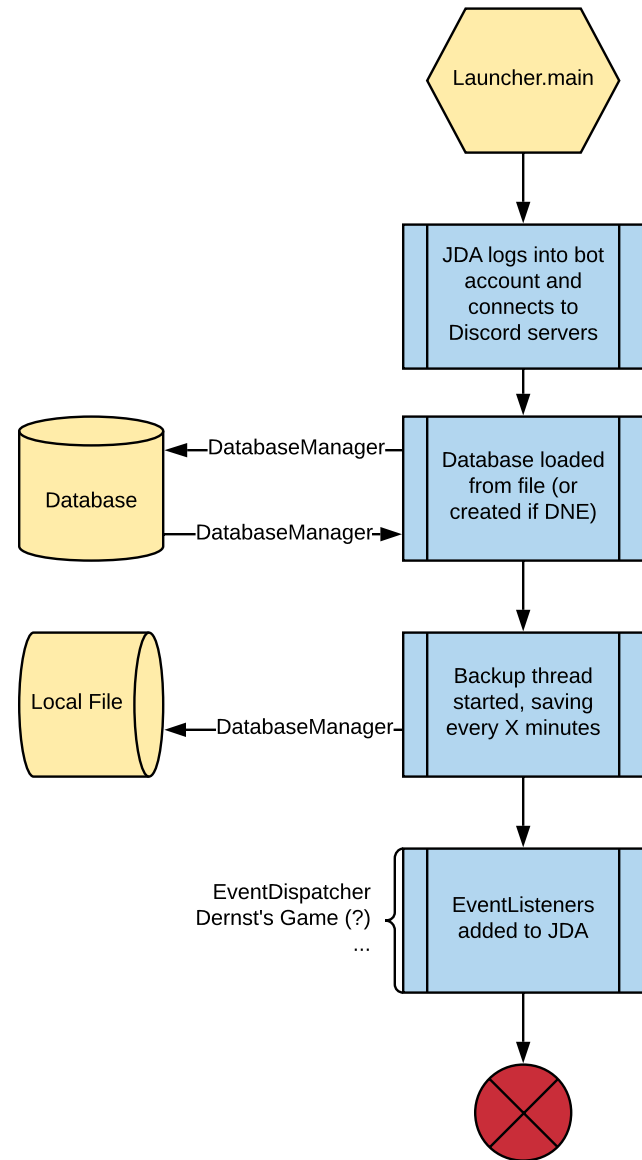 Launcher.main
JDA logs into bot
account and
connects to
Discord servers
DatabaseManager
Database
DatabaseManager
Database loaded
from file (or
created if DNE)
Local File
DatabaseManager
Backup thread
started, saving
every X minutes
EventDispatcher
Dernst's Game (?)
...
EventListeners
added to JDA